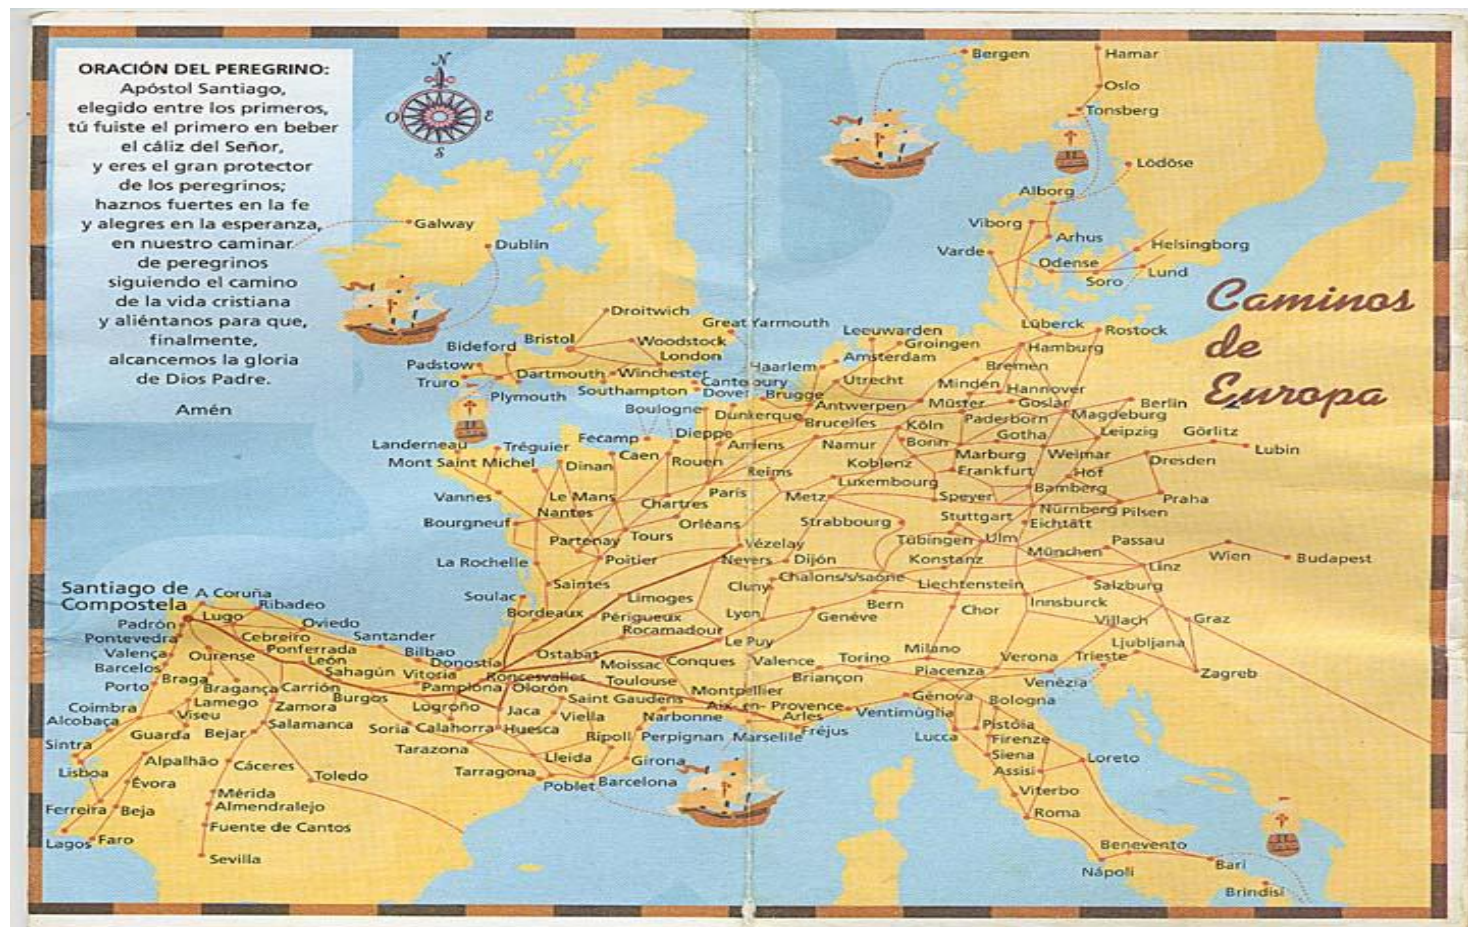 ORACIÓN DEL PEREGRINO:
Apóstol Santiago,
elegido entre los primeros,
tú fuiste el primero en beber
el cáliz del Señor,
y eres el gran protector
de los peregrinos;
haznos fuertes en la fe
y alegres en la esperanza,
en nuestro caminar
de peregrinos
siguiendo el camino
de la vida cristiana
y aliéntanos para que,
finalmente,
alcancemos la gloria
de Dios Padre.
Amén
N
O
E
S
Caminos
de
Europa
Bergen
Hamar
Oslo
Tonsberg
Lödöse
Alborg
Viborg
Arhus
Varde
Helsingborg
Odense
Lund
Soro
Galway
Dublin
Droitwich
Great Yarmouth
Bristol
Woodstock
Bideford
London
Padstow
Dartmouth
Winchester
Truro
Southampton
Plymouth
Dover
Boulogne
Dunkerque
Brugge
Haarlem
Leeuwarden
Groingen
Amsterdam
Utrecht
Antwerpen
Brucelles
Lüberck
Rostock
Hamburg
Bremen
Minden
Hannover
Müster
Goslar
Berlin
Paderborn
Magdeburg
Köln
Gotha
Leipzig
Görlitz
Bonn
Lubin
Marburg
Weimar
Dresden
Koblenz
Frankfurt
Hof
Luxembourg
Bamberg
Praha
Speyer
Nürnberg
Pilsen
Stuttgart
Eichtätt
Strabbourg
Tübingen
Ulm
Passau
München
Wien
Budapest
Konstanz
Linz
Liechtenstein
Salzburg
Bern
Innsburck
Chor
Villach
Graz
Genéve
Ljubljana
Milano
Verona
Trieste
Zagreb
Torino
Piacenza
Venézia
Landerneau
Tréguier
Fecamp
Dieppe
Amiens
Namur
Mont Saint Michel
Dinan
Caen
Rouen
Reims
Vannes
Le Mans
Chartres
Paris
Metz
Bourgneuf
Nantes
Orléans
Partenay
Tours
Vézelay
La Rochelle
Poitier
Nevers
Dijón
Saintes
Cluny
Chalons/s/saône
Soulac
Limoges
Bordeaux
Périgueux
Lyon
Rocamadour
Le Puy
Ostabat
Moissac
Conques
Valence
Briançon
Roncesvalles
Toulouse
Montpellier
Olorón
Saint Gaudens
Aix-en- Provence
Ventimùglia
Génova
Bologna
Jaca
Viella
Narbonne
Arles
Fréjus
Lucca
Pistóia
Firenze
Huesca
Ripoll
Perpignan
Marselile
Siena
Loreto
Lleida
Girona
Assisi
Tarragona
Poblet
Barcelona
Viterbo
Roma
Benevento
Nápoli
Bari
Brindisi
Santiago de
Compostela
A Coruña
Ribadeo
Lugo
Oviedo
Padrón
Cebreiro
Santander
Pontevedra
Ponferrada
Bilbao
Valença
Ourense
León
Donostia
Barcelos
Sahagún
Vitoria
Braga
Bragança
Carrión
Pamplona
Porto
Burgos
Lamego
Zamora
Logroño
Coimbra
Viseu
Salamanca
Soria
Calahorra
Alcobaça
Guarda
Bejar
Tarazona
Sintra
Alpalhão
Cáceres
Toledo
Lisboa
Évora
Mérida
Ferreira
Beja
Almendralejo
Fuente de Cantos
Lagos
Faro
Sevilla